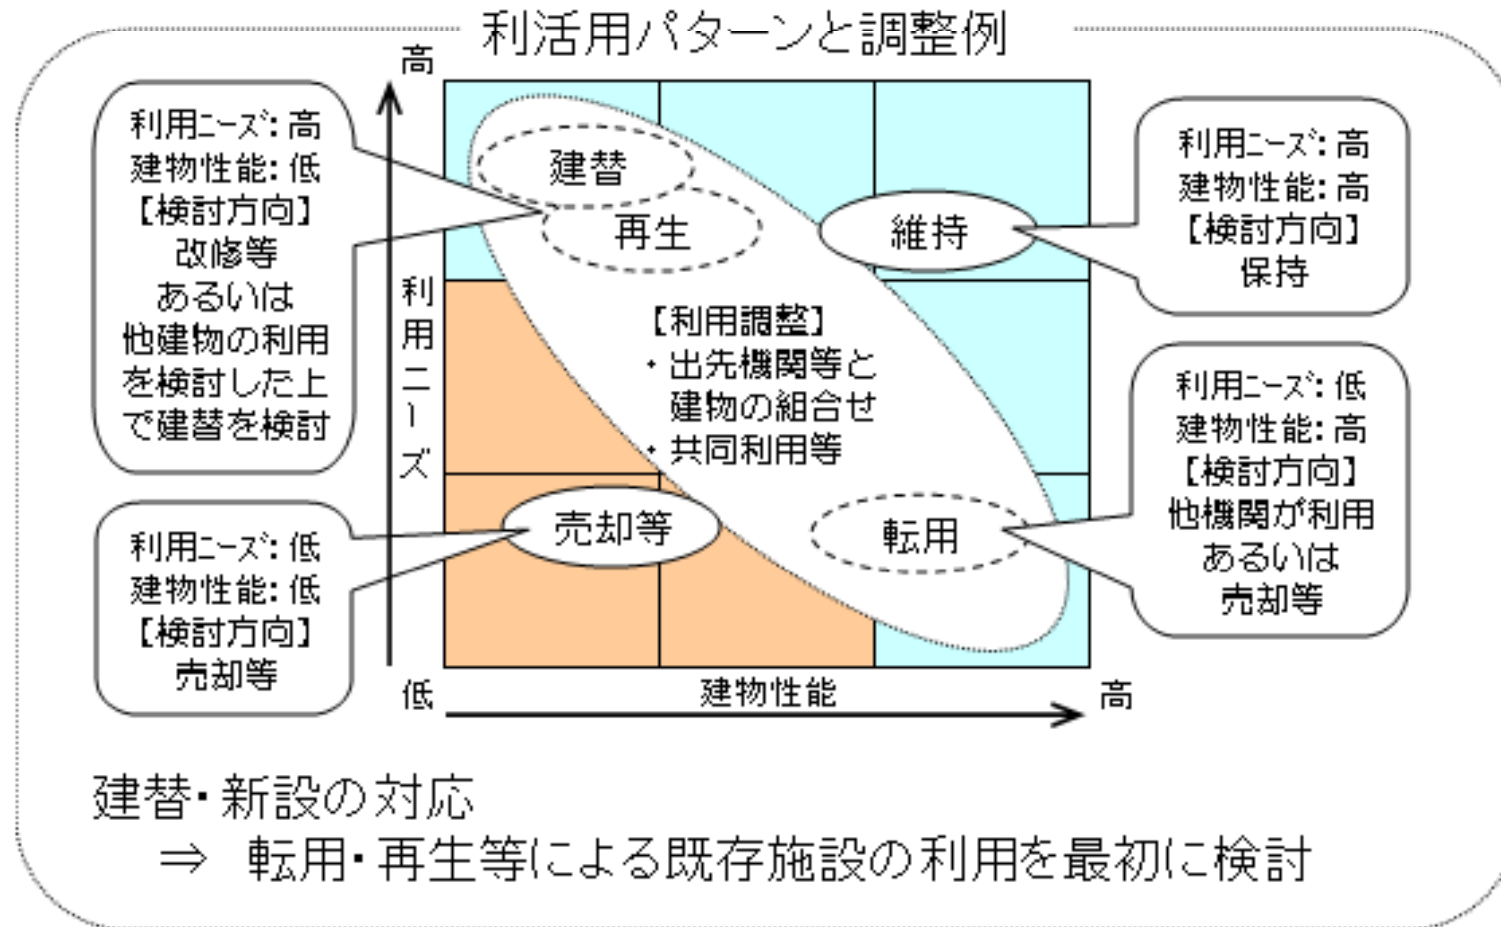 利活用パターンと調整例
高
利用ニーズ:高
建物性能:低
【検討方向】
改修等
あるいは
他建物の利用
を検討した上
で建替を検討
利用ニーズ:低
建物性能:低
【検討方向】
売却等
利用ニーズ
低
建替
再生
維持
【利用調整】
・出先機関等と
建物の組合せ
・共同利用等
売却等
転用
建物性能
高
利用ニーズ:高
建物性能:高
【検討方向】
保持
利用ニーズ:低
建物性能:高
【検討方向】
他機関が利用
あるいは
売却等
建替・新設の対応
⇒ 転用・再生等による既存施設の利用を最初に検討